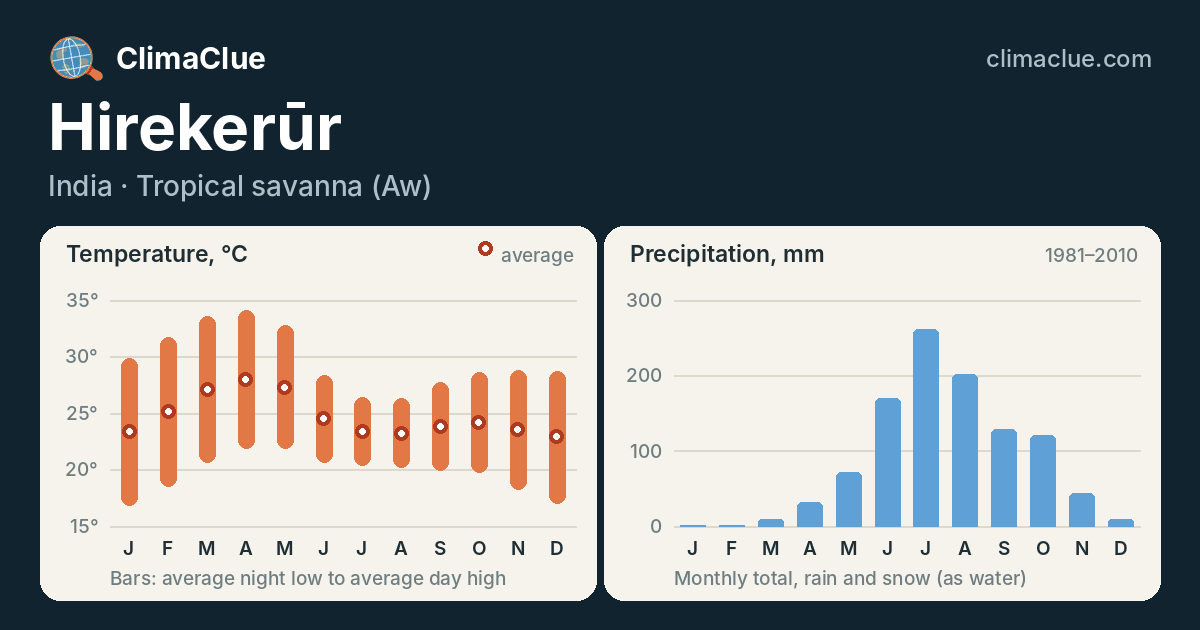 ClimaClue
climaclue.com
Hirekerūr
India · Tropical savanna (Aw)
Temperature, °C
average
35°
30°
25°
20°
15°
J F M A M J J A S O N D
Bars: average night low to average day high
Precipitation, mm
1981–2010
300
200
100
0
J F M A M J J A S O N D
Monthly total, rain and snow (as water)